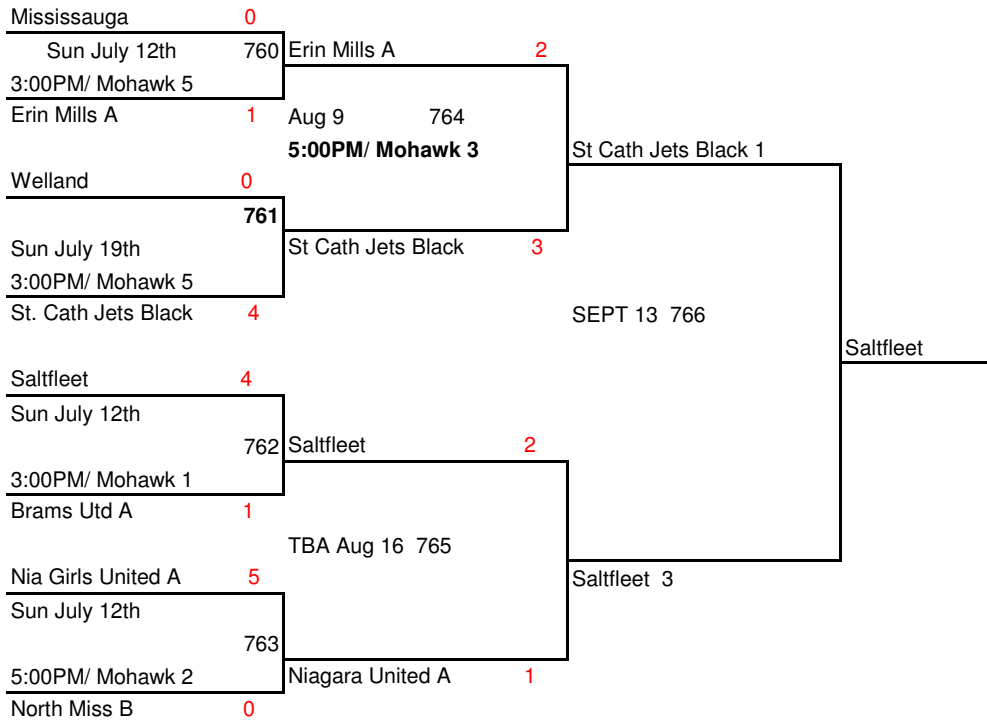 Mississauga 0
Sun July 12th 760
3:00PM/ Mohawk 5
Erin Mills A 1
Welland 0
761
Sun July 19th
3:00PM/ Mohawk 5
St. Cath Jets Black 4
Saltfleet 4
Sun July 12th
762
3:00PM/ Mohawk 1
Brams Utd A 1
Nia Girls United A 5
Sun July 12th
763
5:00PM/ Mohawk 2
North Miss B 0
Erin Mills A 2
Aug 9 764
5:00PM/ Mohawk 3
St Cath Jets Black 3
Saltfleet 2
TBA Aug 16 765
Niagara United A 1
St Cath Jets Black 1
SEPT 13 766
Saltfleet 3
Saltfleet